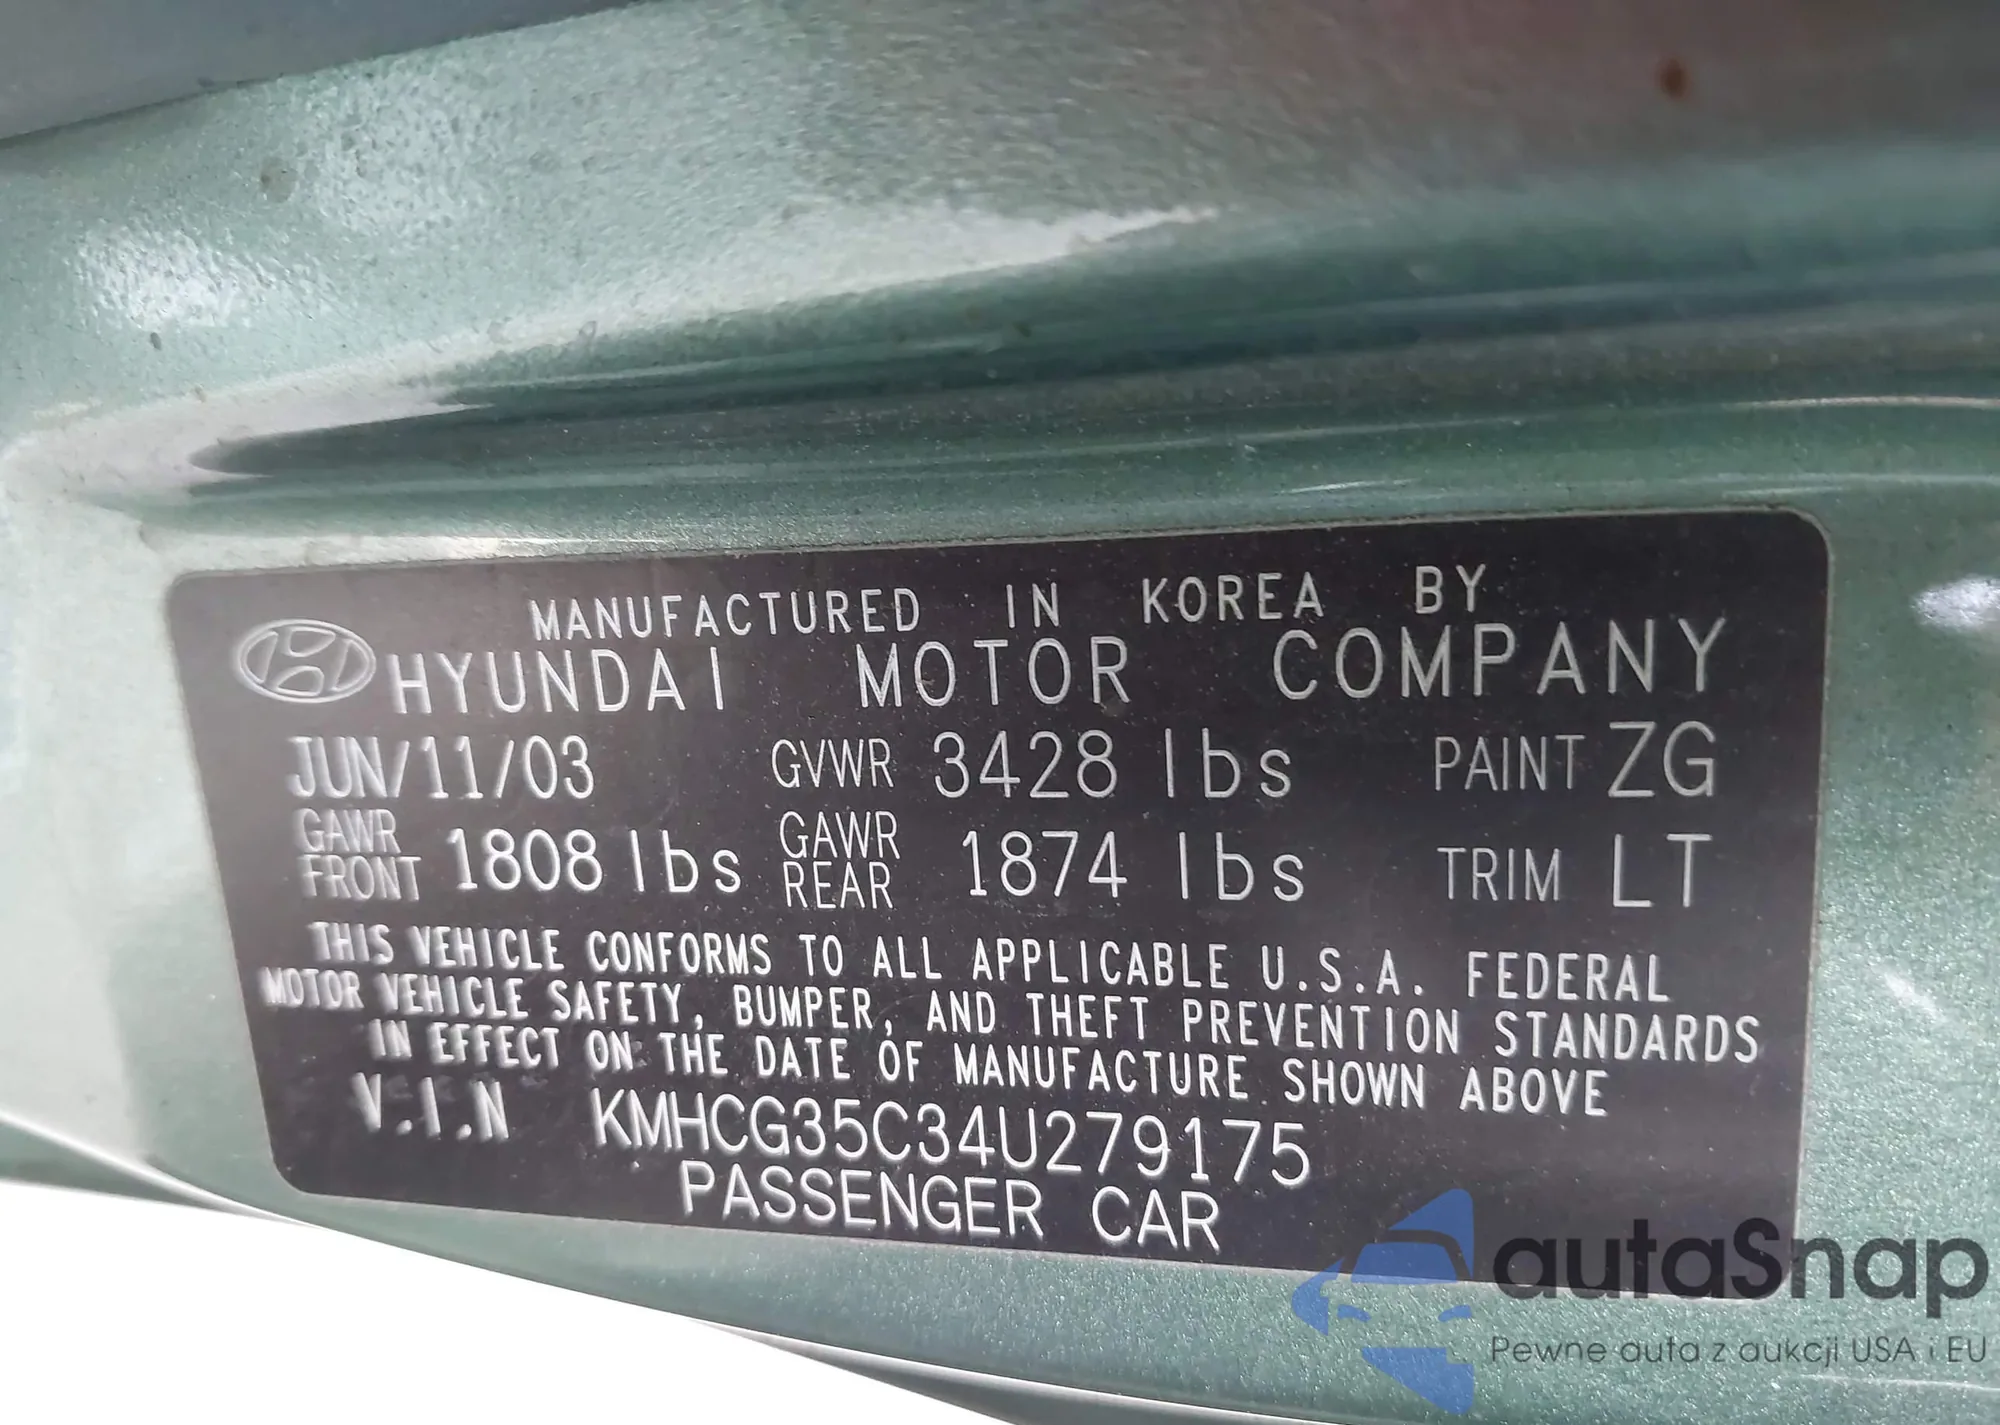 MANUFACTURED IN KOREA BY
HYUNDAI MOTOR COMPANY
JUN/11/03 GVWR 3428 lbs PAINT ZG
GAWR FRONT 1808 lbs GAWR REAR 1874 lbs TRIM LT
THIS VEHICLE CONFORMS TO ALL APPLICABLE U.S.A. FEDERAL
MOTOR VEHICLE SAFETY, BUMPER, AND THEFT PREVENTION STANDARDS
IN EFFECT ON THE DATE OF MANUFACTURE SHOWN ABOVE
V.I.N KMHCG35C34U279175
PASSENGER CAR
autaSnap
Pewne auta z aukcji USA i EU